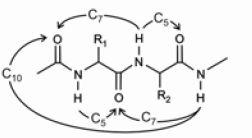 C₇ C₅
O R₁ H O
C₁₀ N N N
H O R₂ H
C₅ C₇